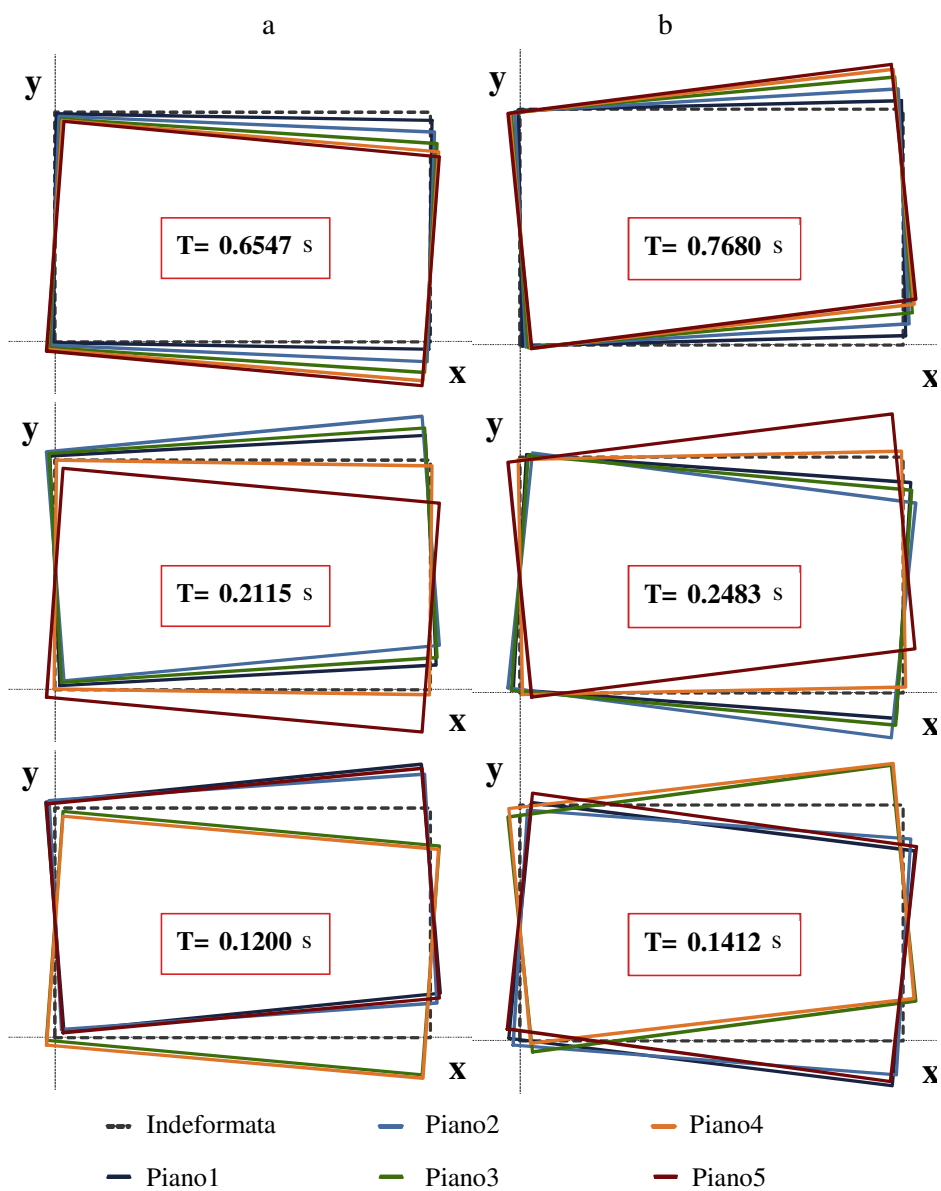 a b
y y
T= 0.6547 s T= 0.7680 s
x x
y y
T= 0.2115 s T= 0.2483 s
x x
y y
T= 0.1200 s T= 0.1412 s
x x
Indeformata Piano2 Piano4
Piano1 Piano3 Piano5